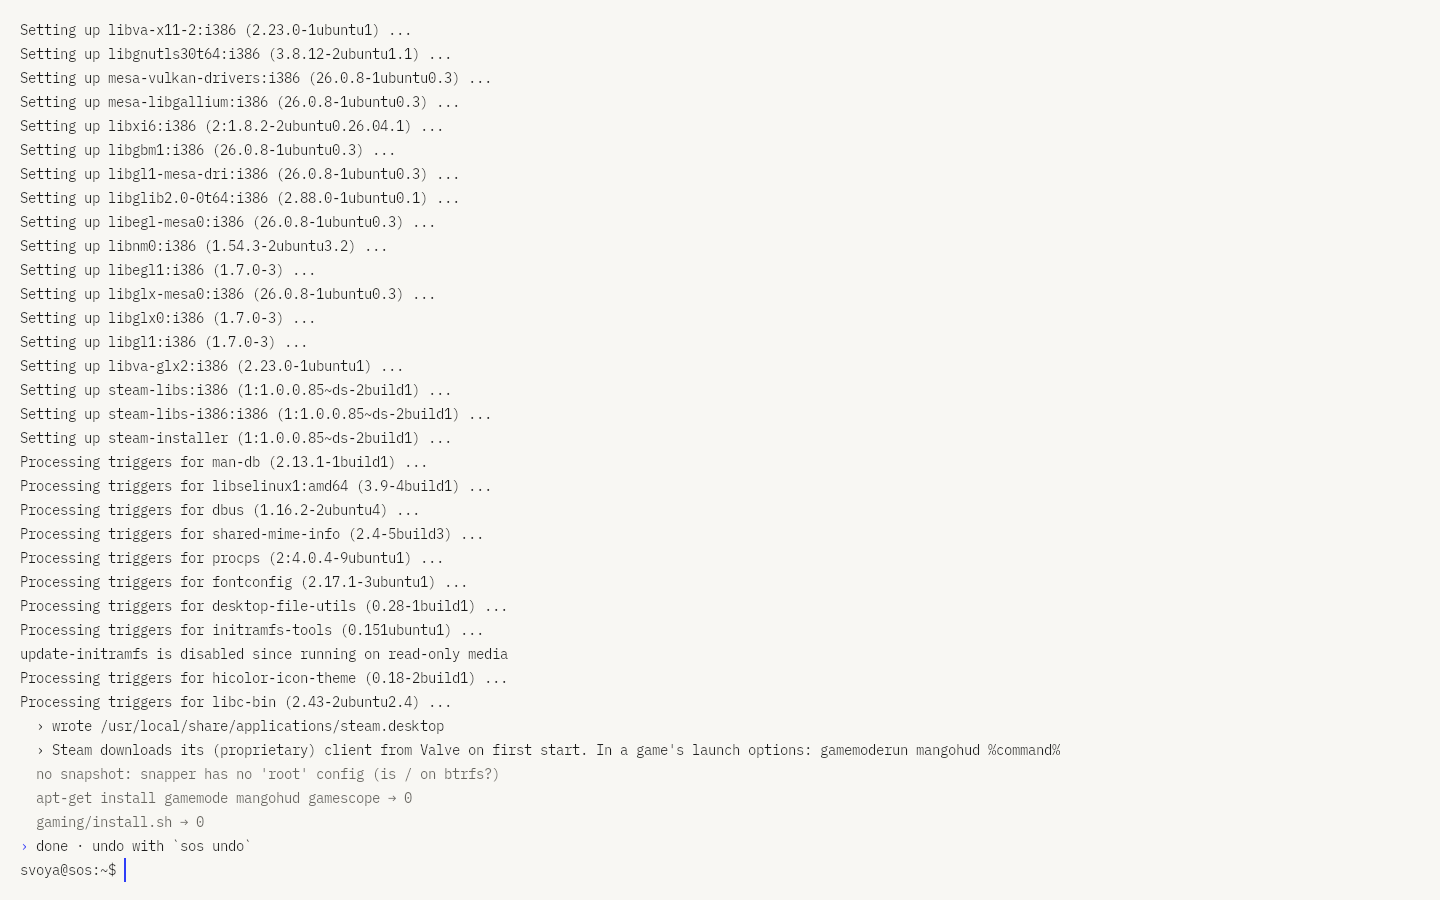 Setting up libva-x11-2:i386 (2.23.0-1ubuntu1) ...
Setting up libgnutls30t64:i386 (3.8.12-2ubuntu1.1) ...
Setting up mesa-vulkan-drivers:i386 (26.0.8-1ubuntu0.3) ...
Setting up mesa-libgallium:i386 (26.0.8-1ubuntu0.3) ...
Setting up libxi6:i386 (2:1.8.2-2ubuntu0.26.04.1) ...
Setting up libgbm1:i386 (26.0.8-1ubuntu0.3) ...
Setting up libgl1-mesa-dri:i386 (26.0.8-1ubuntu0.3) ...
Setting up libglib2.0-0t64:i386 (2.88.0-1ubuntu0.1) ...
Setting up libegl-mesa0:i386 (26.0.8-1ubuntu0.3) ...
Setting up libnm0:i386 (1.54.3-2ubuntu3.2) ...
Setting up libegl1:i386 (1.7.0-3) ...
Setting up libglx-mesa0:i386 (26.0.8-1ubuntu0.3) ...
Setting up libglx0:i386 (1.7.0-3) ...
Setting up libgl1:i386 (1.7.0-3) ...
Setting up libva-glx2:i386 (2.23.0-1ubuntu1) ...
Setting up steam-libs:i386 (1:1.0.0.85~ds-2build1) ...
Setting up steam-libs-i386:i386 (1:1.0.0.85~ds-2build1) ...
Setting up steam-installer (1:1.0.0.85~ds-2build1) ...
Processing triggers for man-db (2.13.1-1build1) ...
Processing triggers for libselinux1:amd64 (3.9-4build1) ...
Processing triggers for dbus (1.16.2-2ubuntu4) ...
Processing triggers for shared-mime-info (2.4-5build3) ...
Processing triggers for procps (2:4.0.4-9ubuntu1) ...
Processing triggers for fontconfig (2.17.1-3ubuntu1) ...
Processing triggers for desktop-file-utils (0.28-1build1) ...
Processing triggers for initramfs-tools (0.151ubuntu1) ...
update-initramfs is disabled since running on read-only media
Processing triggers for hicolor-icon-theme (0.18-2build1) ...
Processing triggers for libc-bin (2.43-2ubuntu2.4) ...
› wrote /usr/local/share/applications/steam.desktop
› Steam downloads its (proprietary) client from Valve on first start. In a game's launch options: gamemoderun mangohud %command%
no snapshot: snapper has no 'root' config (is / on btrfs?)
apt-get install gamemode mangohud gamescope → 0
gaming/install.sh → 0
› done · undo with `sos undo`
svoya@sos:~$